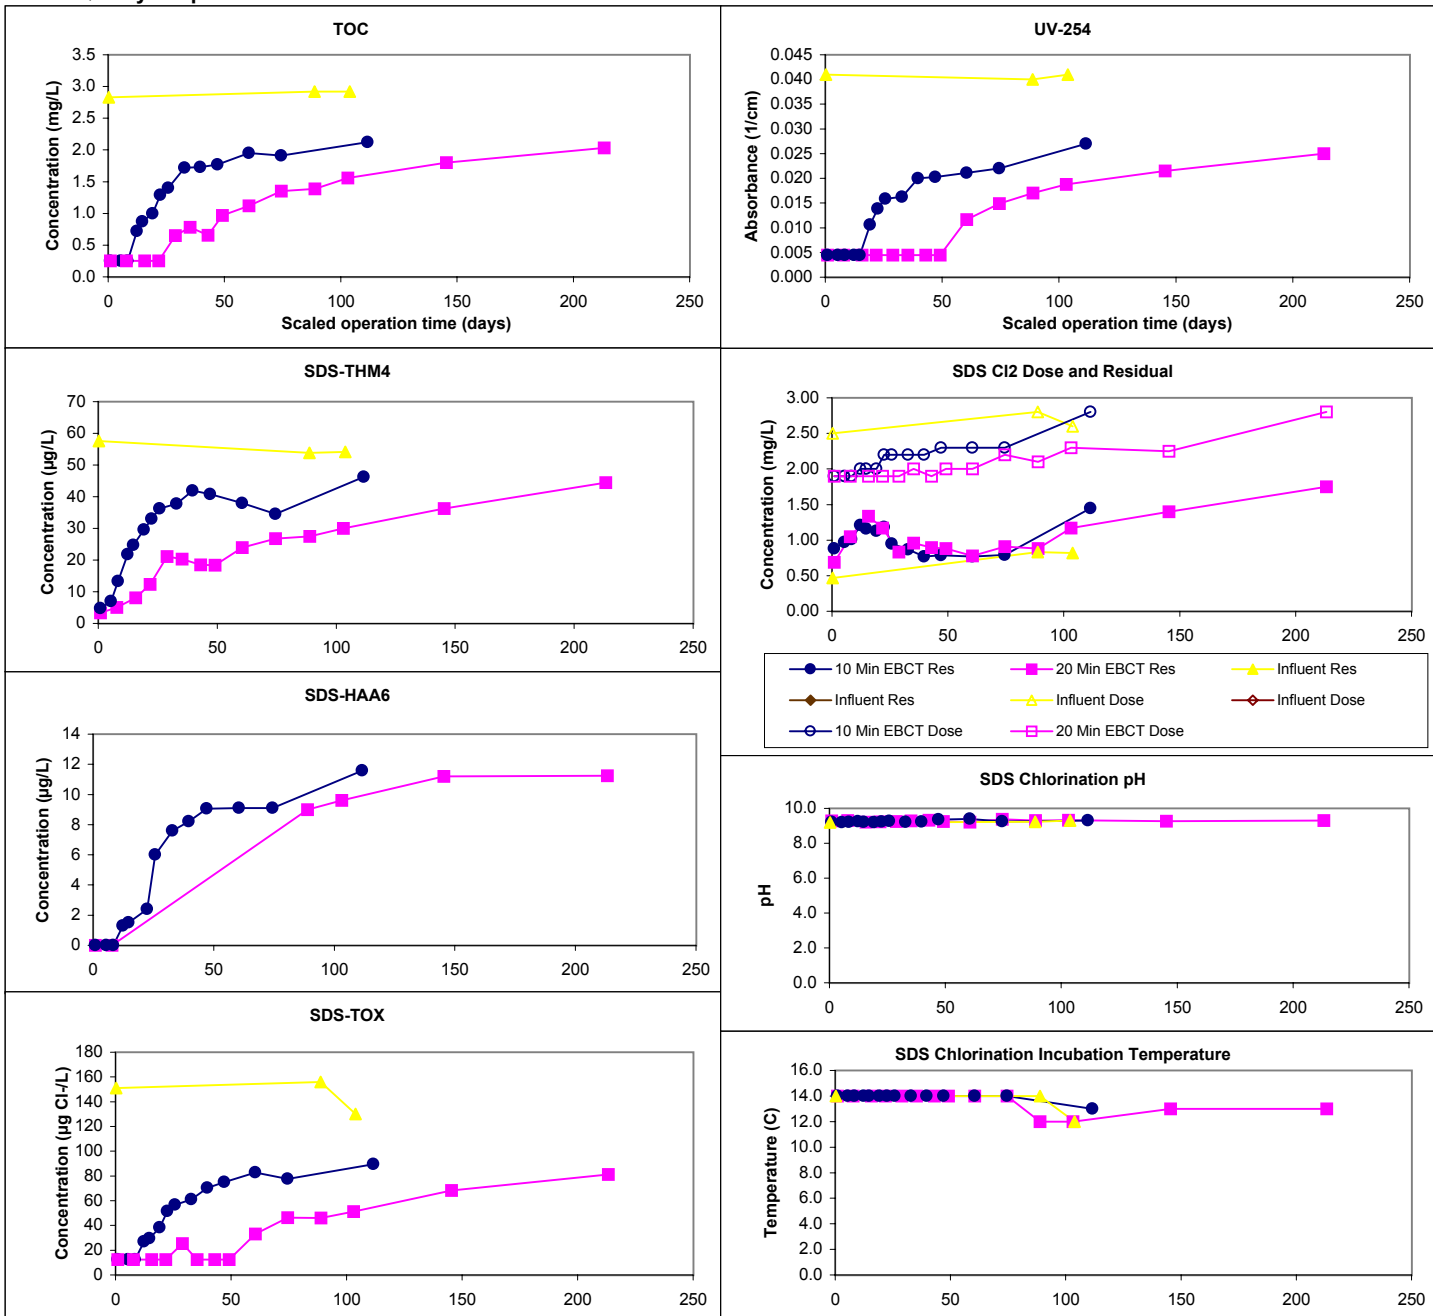 TOC
Concentration (mg/L)
3.5
3.0
2.5
2.0
1.5
1.0
0.5
0.0
0 50 100 150 200 250
Scaled operation time (days)
UV-254
Absorbance (1/cm)
0.045
0.040
0.035
0.030
0.025
0.020
0.015
0.010
0.005
0.000
0 50 100 150 200 250
Scaled operation time (days)
SDS-THM4
Concentration (µg/L)
70
60
50
40
30
20
10
0
0 50 100 150 200 250
SDS Cl2 Dose and Residual
Concentration (mg/L)
3.00
2.50
2.00
1.50
1.00
0.50
0.00
0 50 100 150 200 250
10 Min EBCT Res 20 Min EBCT Res Influent Res
Influent Res Influent Dose Influent Dose
10 Min EBCT Dose 20 Min EBCT Dose
SDS-HAA6
Concentration (µg/L)
14
12
10
8
6
4
2
0
0 50 100 150 200 250
SDS Chlorination pH
pH
10.0
8.0
6.0
4.0
2.0
0.0
0 50 100 150 200 250
SDS-TOX
Concentration (µg Cl-/L)
180
160
140
120
100
80
60
40
20
0
0 50 100 150 200 250
SDS Chlorination Incubation Temperature
Temperature (C)
16.0
14.0
12.0
10.0
8.0
6.0
4.0
2.0
0.0
0 50 100 150 200 250